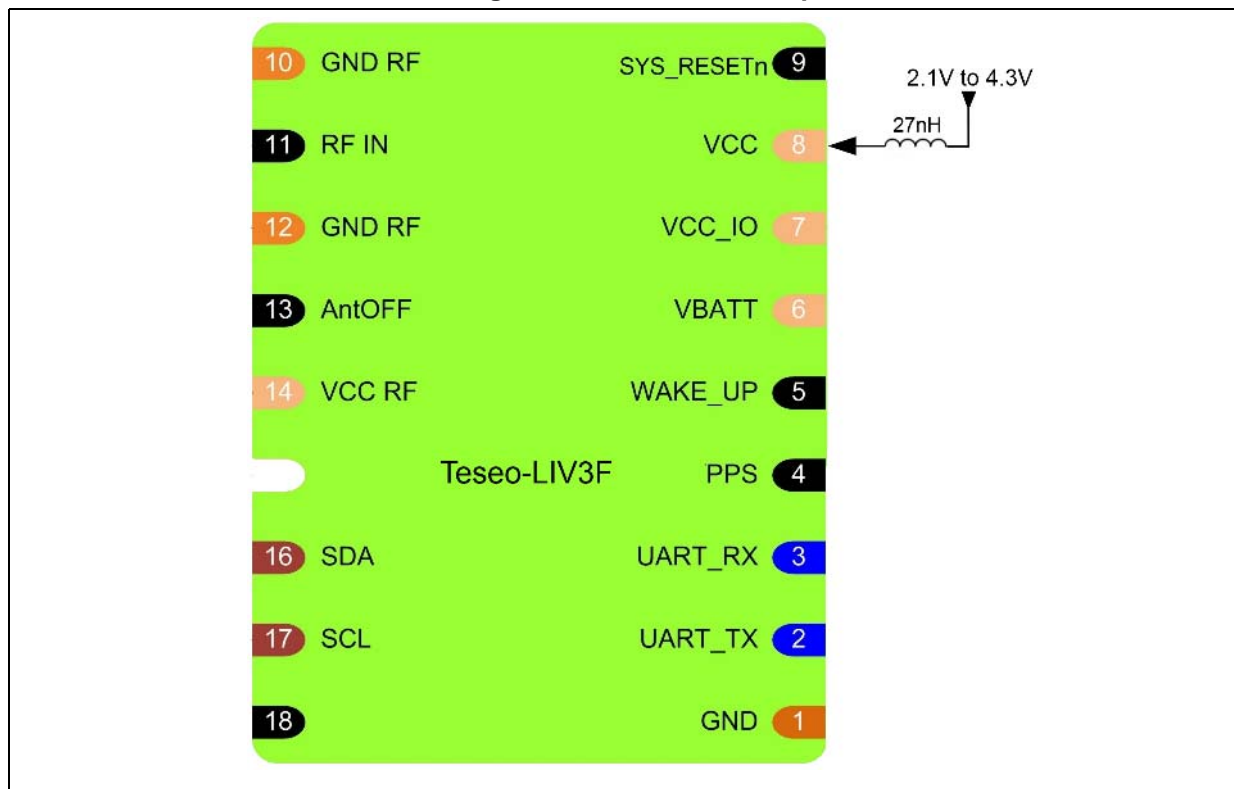 10 GND RF SYS_RESETn 9
2.1V to 4.3V
27nH
11 RF IN VCC 8
12 GND RF VCC_IO 7
13 AntOFF VBATT 6
14 VCC RF WAKE_UP 5
Teseo-LIV3F PPS 4
16 SDA UART_RX 3
17 SCL UART_TX 2
18 GND 1